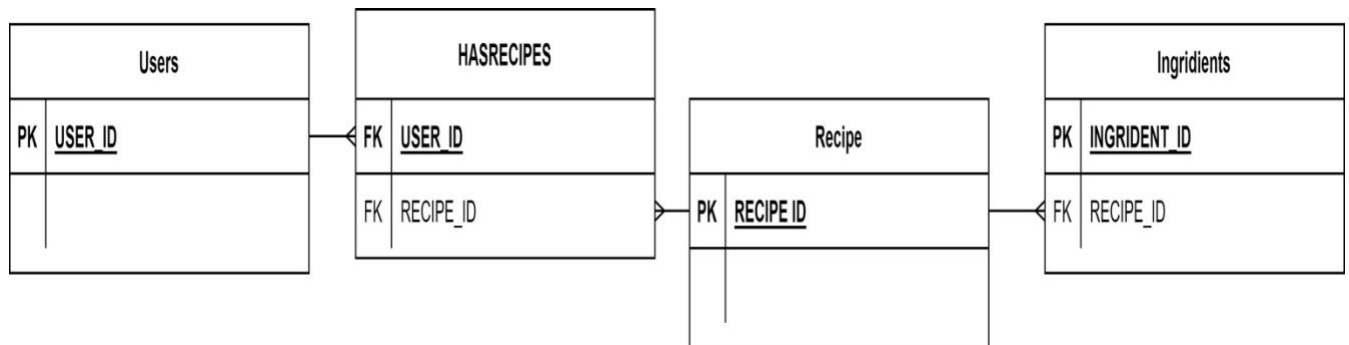 Users
PK USER_ID
HASRECIPES
FK USER_ID
FK RECIPE_ID
Recipe
PK RECIPE ID
Ingridients
PK INGRIDENT_ID
FK RECIPE_ID